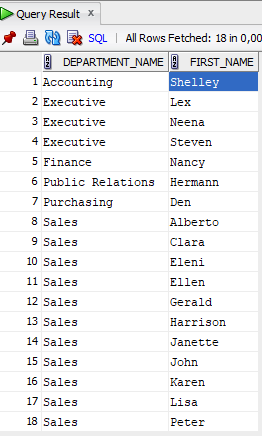 Query Result x
SQL | All Rows Fetched: 18 in 0,00
DEPARTMENT_NAME FIRST_NAME
1 Accounting Shelley
2 Executive Lex
3 Executive Neena
4 Executive Steven
5 Finance Nancy
6 Public Relations Hermann
7 Purchasing Den
8 Sales Alberto
9 Sales Clara
10 Sales Eleni
11 Sales Ellen
12 Sales Gerald
13 Sales Harrison
14 Sales Janette
15 Sales John
16 Sales Karen
17 Sales Lisa
18 Sales Peter